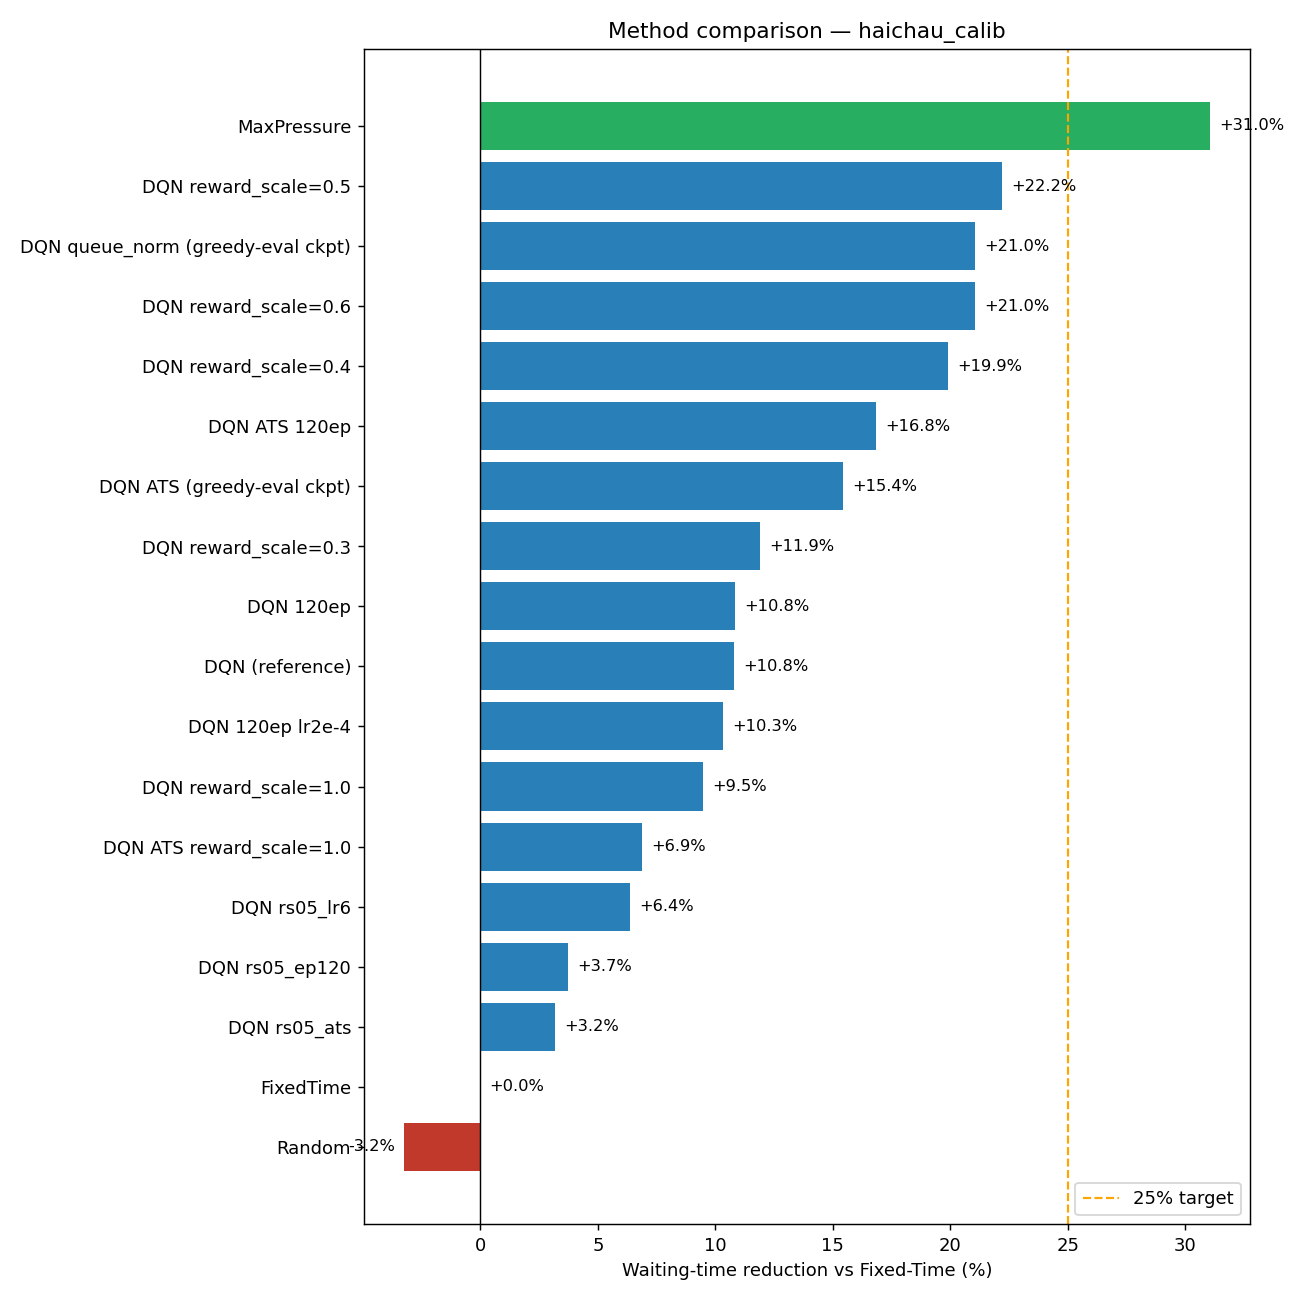 Method comparison — haichau_calib
MaxPressure +31.0%
DQN reward_scale=0.5 +22.2%
DQN queue_norm (greedy-eval ckpt) +21.0%
DQN reward_scale=0.6 +21.0%
DQN reward_scale=0.4 +19.9%
DQN ATS 120ep +16.8%
DQN ATS (greedy-eval ckpt) +15.4%
DQN reward_scale=0.3 +11.9%
DQN 120ep +10.8%
DQN (reference) +10.8%
DQN 120ep lr2e-4 +10.3%
DQN reward_scale=1.0 +9.5%
DQN ATS reward_scale=1.0 +6.9%
DQN rs05_lr6 +6.4%
DQN rs05_ep120 +3.7%
DQN rs05_ats +3.2%
FixedTime +0.0%
Random -3.2%
25% target
0 5 10 15 20 25 30
Waiting-time reduction vs Fixed-Time (%)